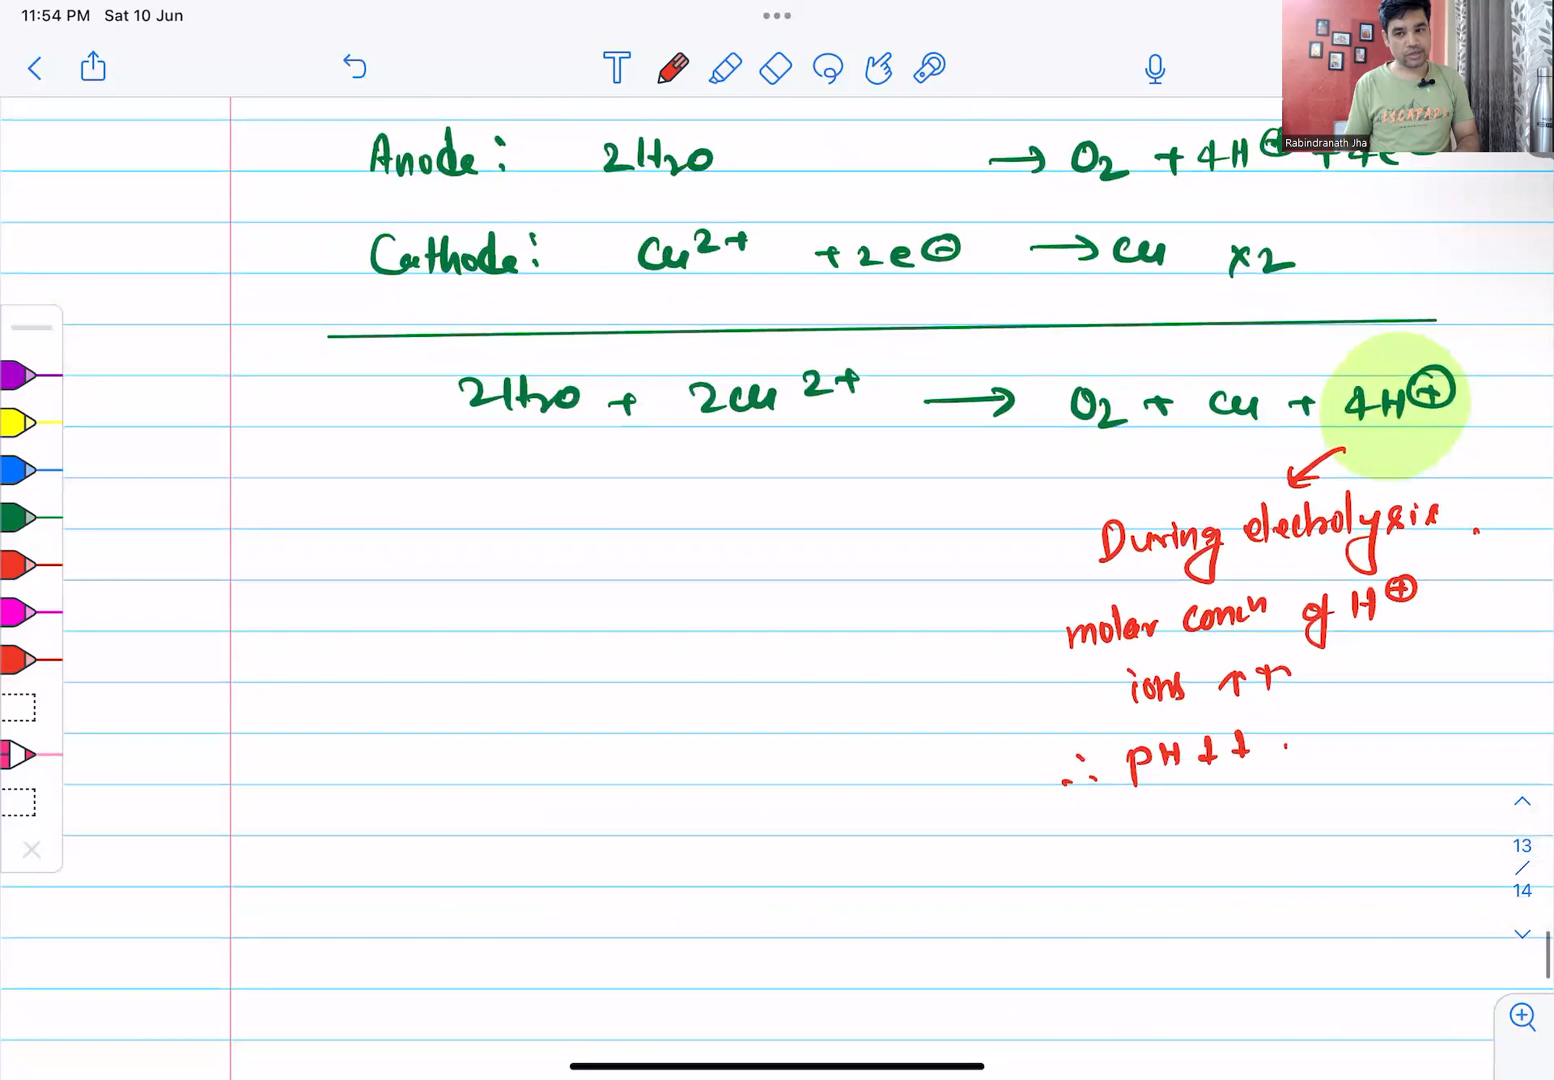 11:54 PM Sat 10 Jun
Rabindranath Jha
Anode: 2H₂O → O₂ + 4H⊕ + 4e
Cathode: Cu²⁺ + 2e⊖ → Cu ×2
2H₂O + 2Cu²⁺ → O₂ + Cu + 4H⊕
During electrolysis.
molar concn of H⊕
ions ↑↑
∴ pH ↓↓.
13
/
14